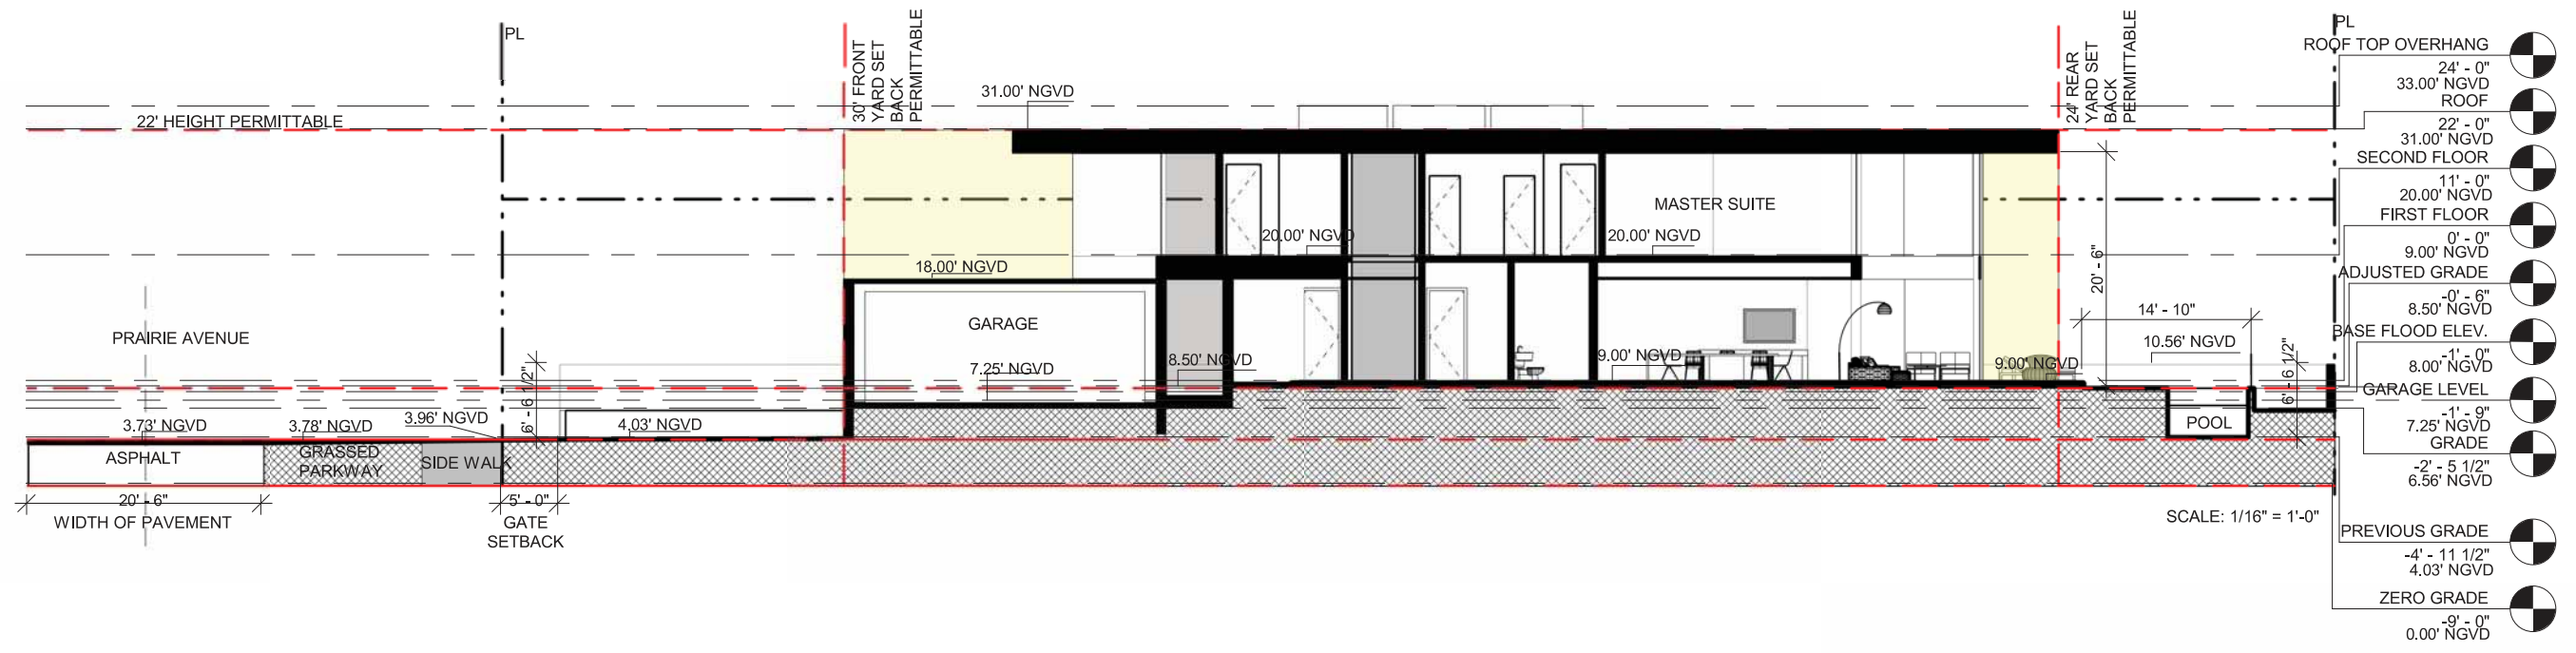 PL
30' FRONT
YARD SET
BACK
PERMITTABLE
24' REAR
YARD SET
BACK
PERMITTABLE
PL
22' HEIGHT PERMITTABLE
31.00' NGVD
MASTER SUITE
20.00' NGVD
20.00' NGVD
18.00' NGVD
20' - 6"
PRAIRIE AVENUE
GARAGE
14' - 10"
10.56' NGVD
7.25' NGVD
8.50' NGVD
9.00' NGVD
9.00' NGVD
6' - 6 1/2"
6' - 6 1/2"
3.73' NGVD
3.78' NGVD
3.96' NGVD
4.03' NGVD
POOL
ASPHALT
GRASSED
PARKWAY
SIDE WALK
20' - 6"
WIDTH OF PAVEMENT
5' - 0"
GATE
SETBACK
SCALE: 1/16" = 1'-0"
ROOF TOP OVERHANG
24' - 0"
33.00' NGVD
ROOF
22' - 0"
31.00' NGVD
SECOND FLOOR
11' - 0"
20.00' NGVD
FIRST FLOOR
0' - 0"
9.00' NGVD
ADJUSTED GRADE
-0' - 6"
8.50' NGVD
BASE FLOOD ELEV.
-1' - 0"
8.00' NGVD
GARAGE LEVEL
-1' - 9"
7.25' NGVD
GRADE
-2' - 5 1/2"
6.56' NGVD
PREVIOUS GRADE
-4' - 11 1/2"
4.03' NGVD
ZERO GRADE
-9' - 0"
0.00' NGVD